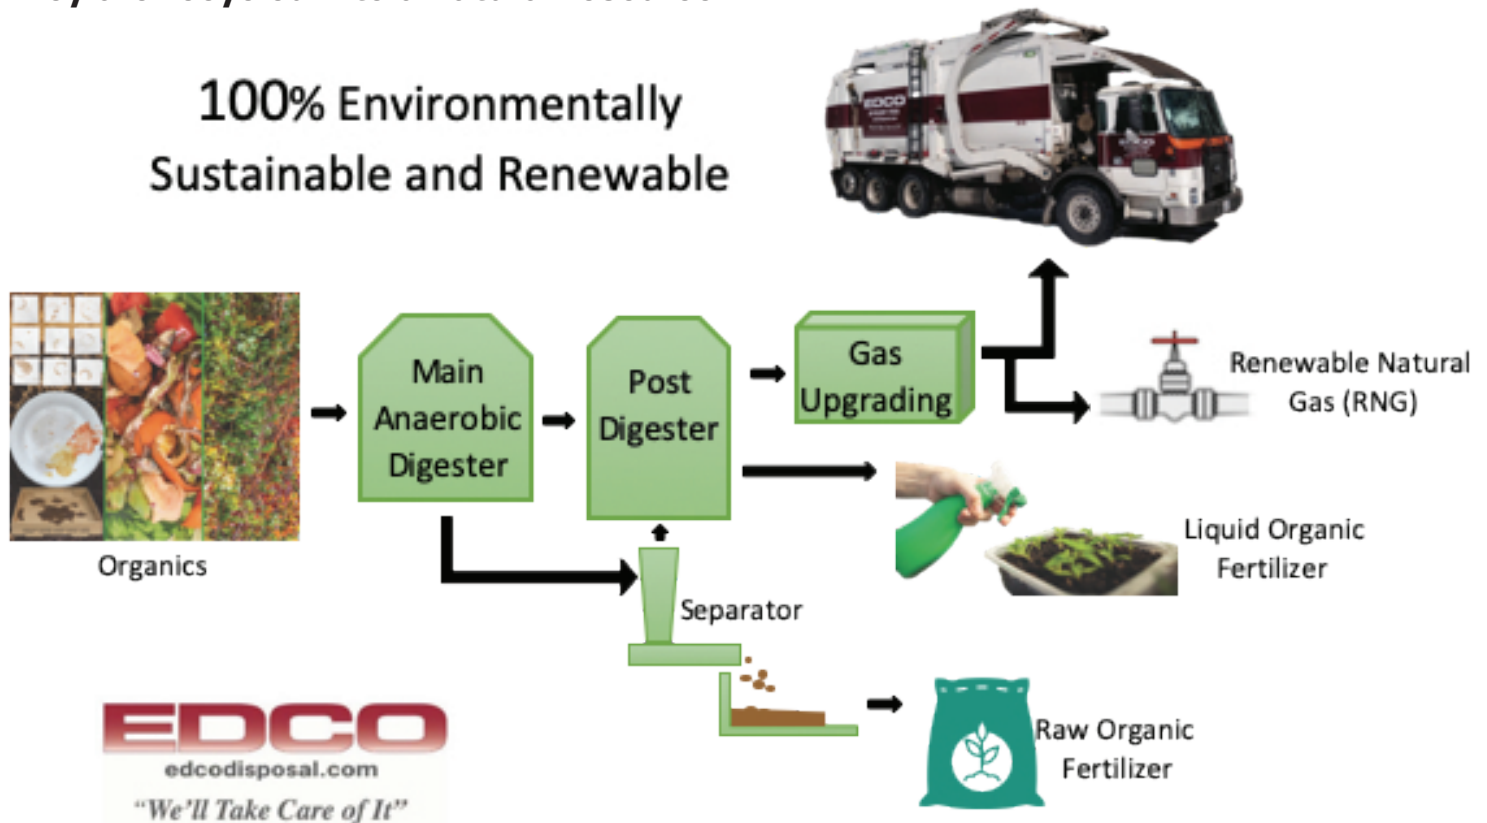 100% Environmentally
Sustainable and Renewable
EDCO
Main
Anaerobic
Digester
Post
Digester
Gas
Upgrading
Renewable Natural
Gas (RNG)
Organics
Liquid Organic
Fertilizer
Separator
Raw Organic
Fertilizer
EDCO
edcodisposal.com
"We'll Take Care of It"